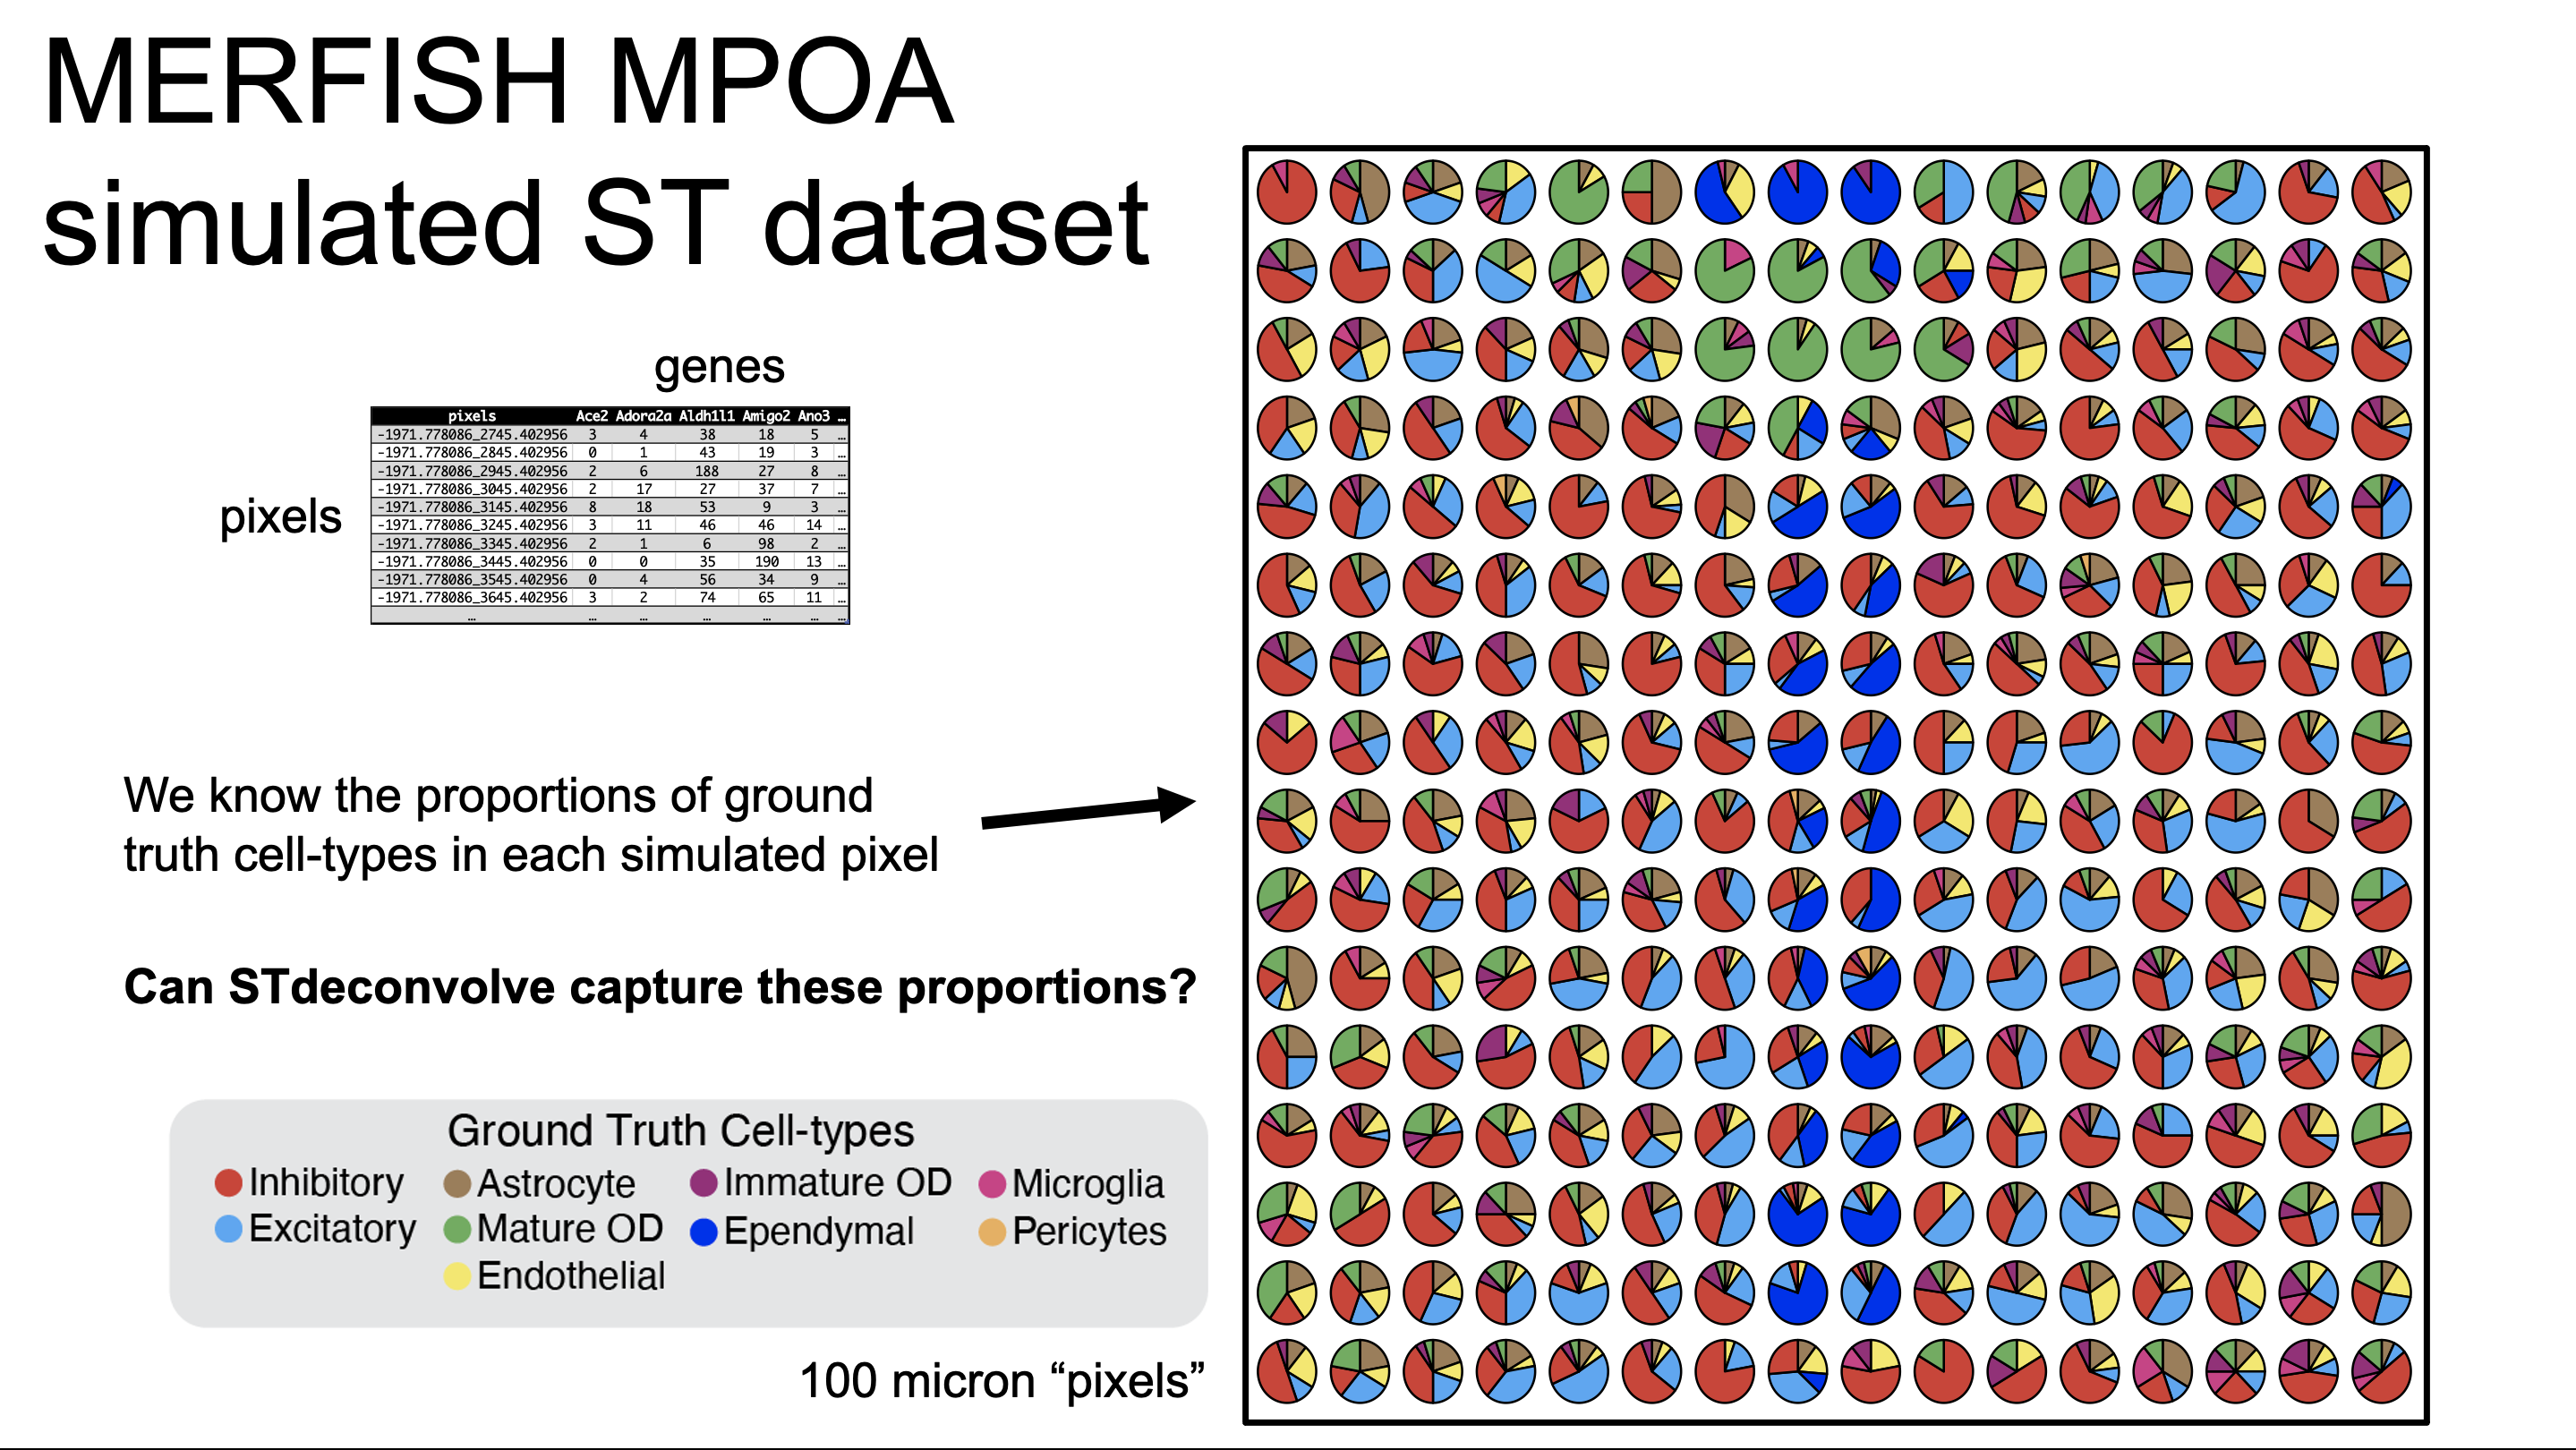 MERFISH MPOA
simulated ST dataset
genes
pixels
pixels Ace2 Adora2a Aldh1l1 Amigo2 Ano3 …
-1971.778086_2745.402956 3 4 38 18 5 …
-1971.778086_2845.402956 0 1 43 19 3 …
-1971.778086_2945.402956 2 6 188 27 8 …
-1971.778086_3045.402956 2 17 27 37 7 …
-1971.778086_3145.402956 8 18 53 9 3 …
-1971.778086_3245.402956 3 11 46 46 14 …
-1971.778086_3345.402956 2 1 6 98 2 …
-1971.778086_3445.402956 0 0 35 190 13 …
-1971.778086_3545.402956 0 4 56 34 9 …
-1971.778086_3645.402956 3 2 74 65 11 …
… … … … … … …
We know the proportions of ground
truth cell-types in each simulated pixel
Can STdeconvolve capture these proportions?
Ground Truth Cell-types
Inhibitory Astrocyte Immature OD Microglia
Excitatory Mature OD Ependymal Pericytes
Endothelial
100 micron “pixels”